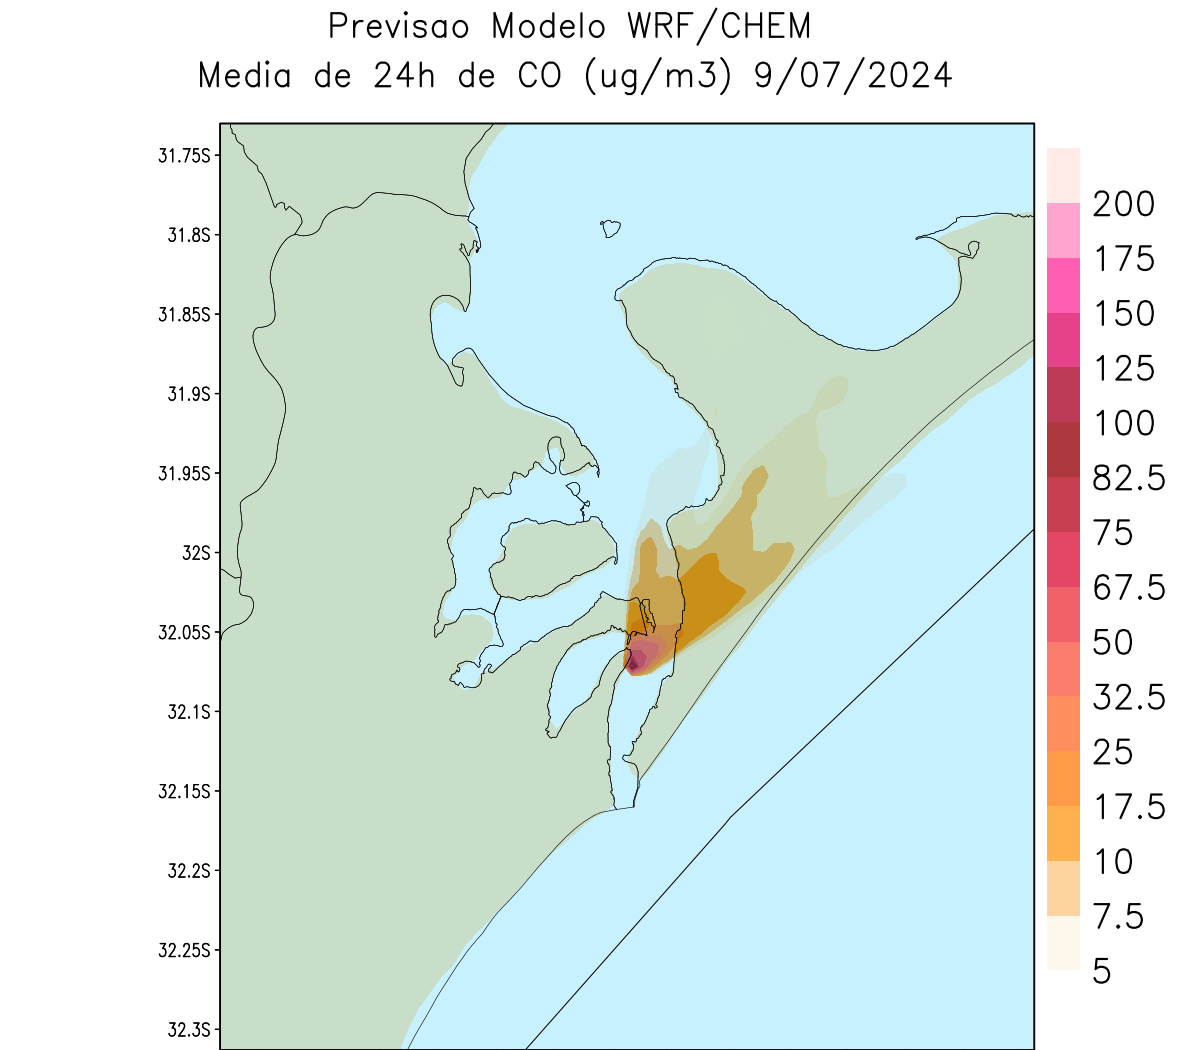 Previsao Modelo WRF/CHEM
Media de 24h de CO (ug/m3) 9/07/2024
31.75S
31.8S
31.85S
31.9S
31.95S
32S
32.05S
32.1S
32.15S
32.2S
32.25S
32.3S
200
175
150
125
100
82.5
75
67.5
50
32.5
25
17.5
10
7.5
5